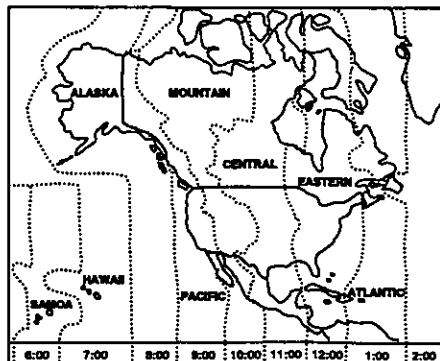 ALASKA MOUNTAIN
CENTRAL
EASTERN
HAWAII
SAMOA
PACIFIC
ATLANTIC
6:00 7:00 8:00 9:00 10:00 11:00 12:00 1:00 2:00